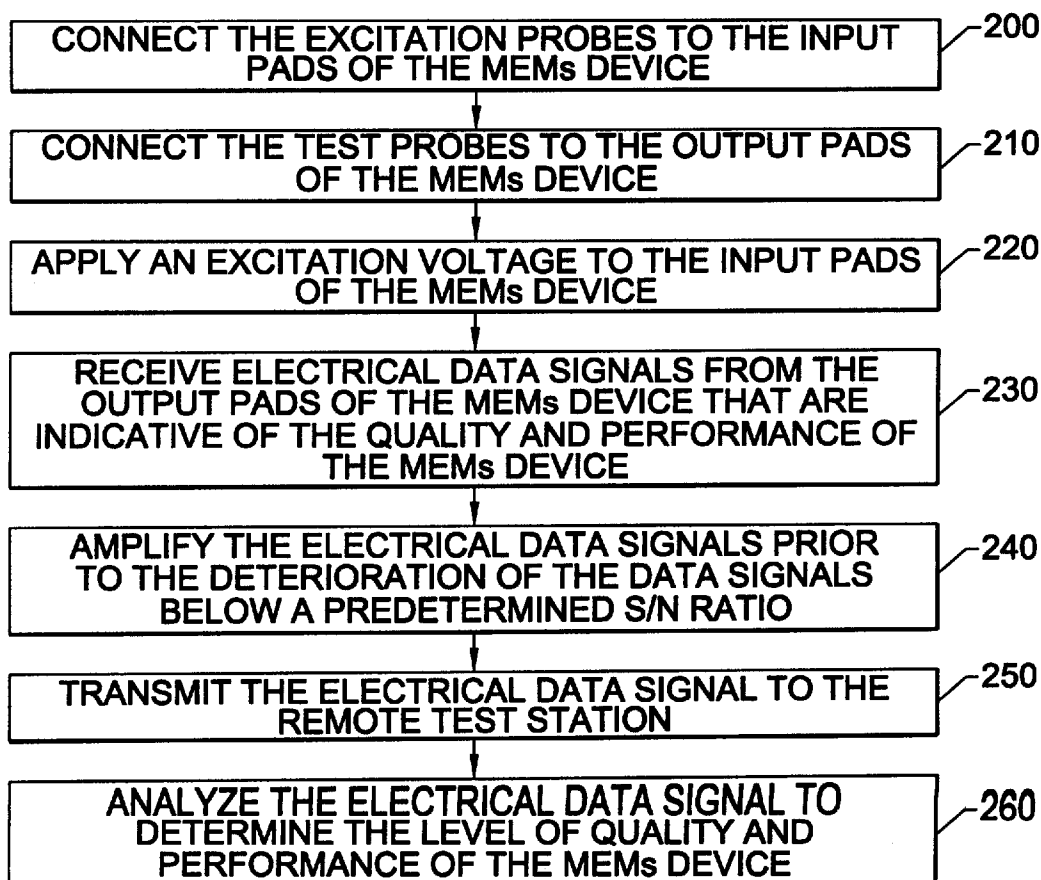 CONNECT THE EXCITATION PROBES TO THE INPUT
PADS OF THE MEMs DEVICE
200
CONNECT THE TEST PROBES TO THE OUTPUT PADS
OF THE MEMs DEVICE
210
APPLY AN EXCITATION VOLTAGE TO THE INPUT PADS
OF THE MEMs DEVICE
220
RECEIVE ELECTRICAL DATA SIGNALS FROM THE
OUTPUT PADS OF THE MEMs DEVICE THAT ARE
INDICATIVE OF THE QUALITY AND PERFORMANCE OF
THE MEMs DEVICE
230
AMPLIFY THE ELECTRICAL DATA SIGNALS PRIOR
TO THE DETERIORATION OF THE DATA SIGNALS
BELOW A PREDETERMINED S/N RATIO
240
TRANSMIT THE ELECTRICAL DATA SIGNAL TO THE
REMOTE TEST STATION
250
ANALYZE THE ELECTRICAL DATA SIGNAL TO
DETERMINE THE LEVEL OF QUALITY AND
PERFORMANCE OF THE MEMs DEVICE
260